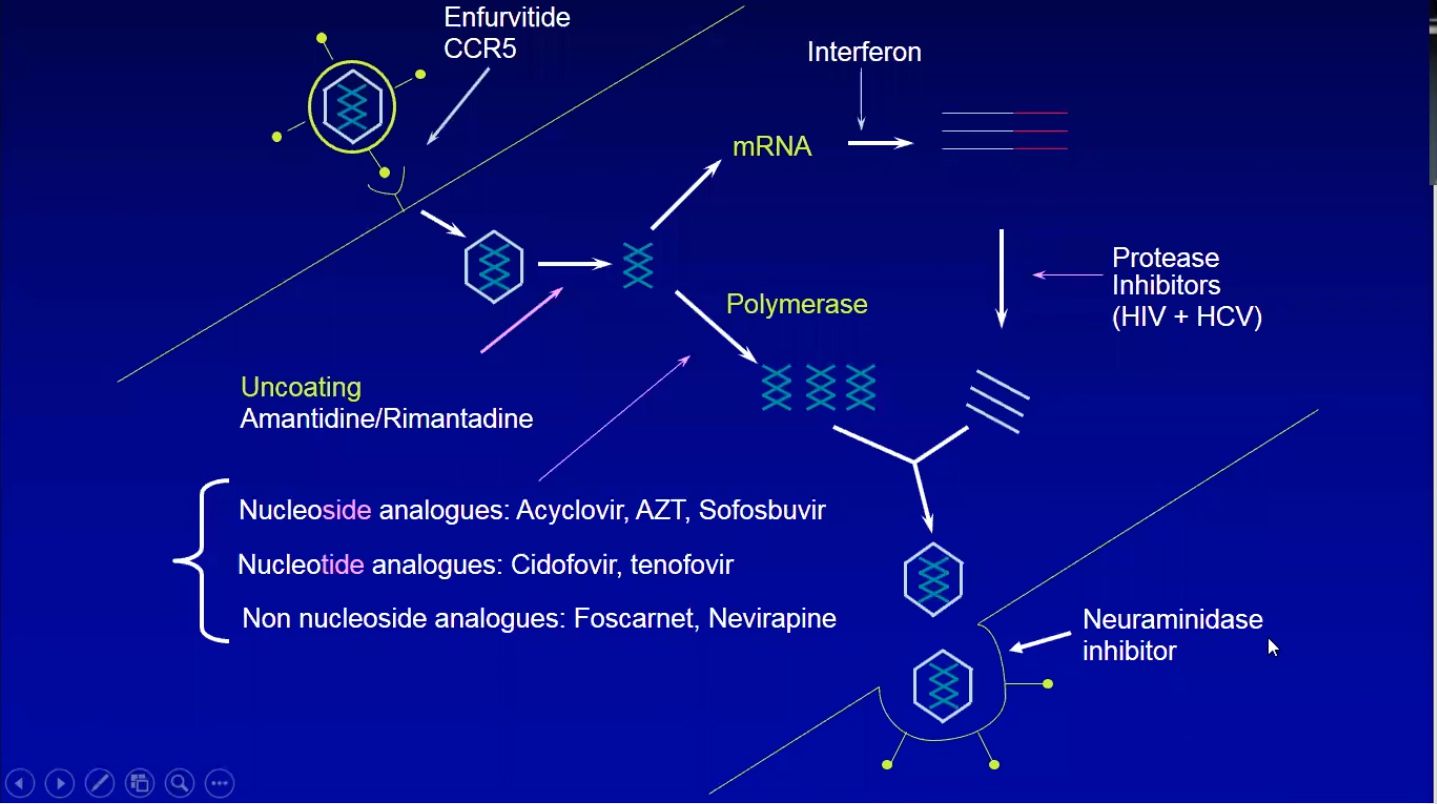 Enfurvitide
CCR5
Interferon
mRNA
Protease
Inhibitors
(HIV + HCV)
Polymerase
Uncoating
Amantidine/Rimantadine
Nucleoside analogues: Acyclovir, AZT, Sofosbuvir
Nucleotide analogues: Cidofovir, tenofovir
Non nucleoside analogues: Foscarnet, Nevirapine
Neuraminidase
inhibitor